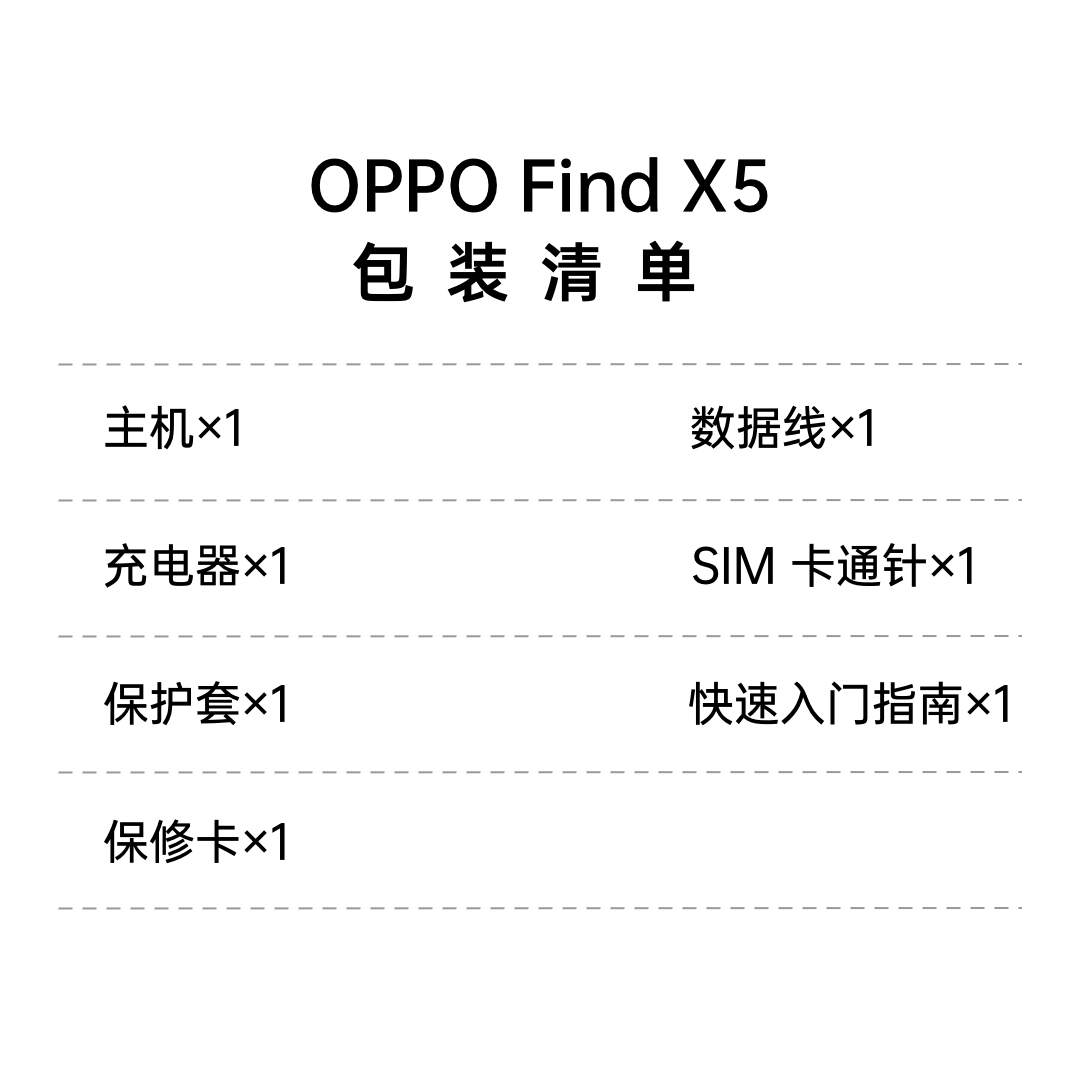 OPPO Find X5
包装清单
主机×1 数据线×1
充电器×1 SIM 卡通针×1
保护套×1 快速入门指南×1
保修卡×1